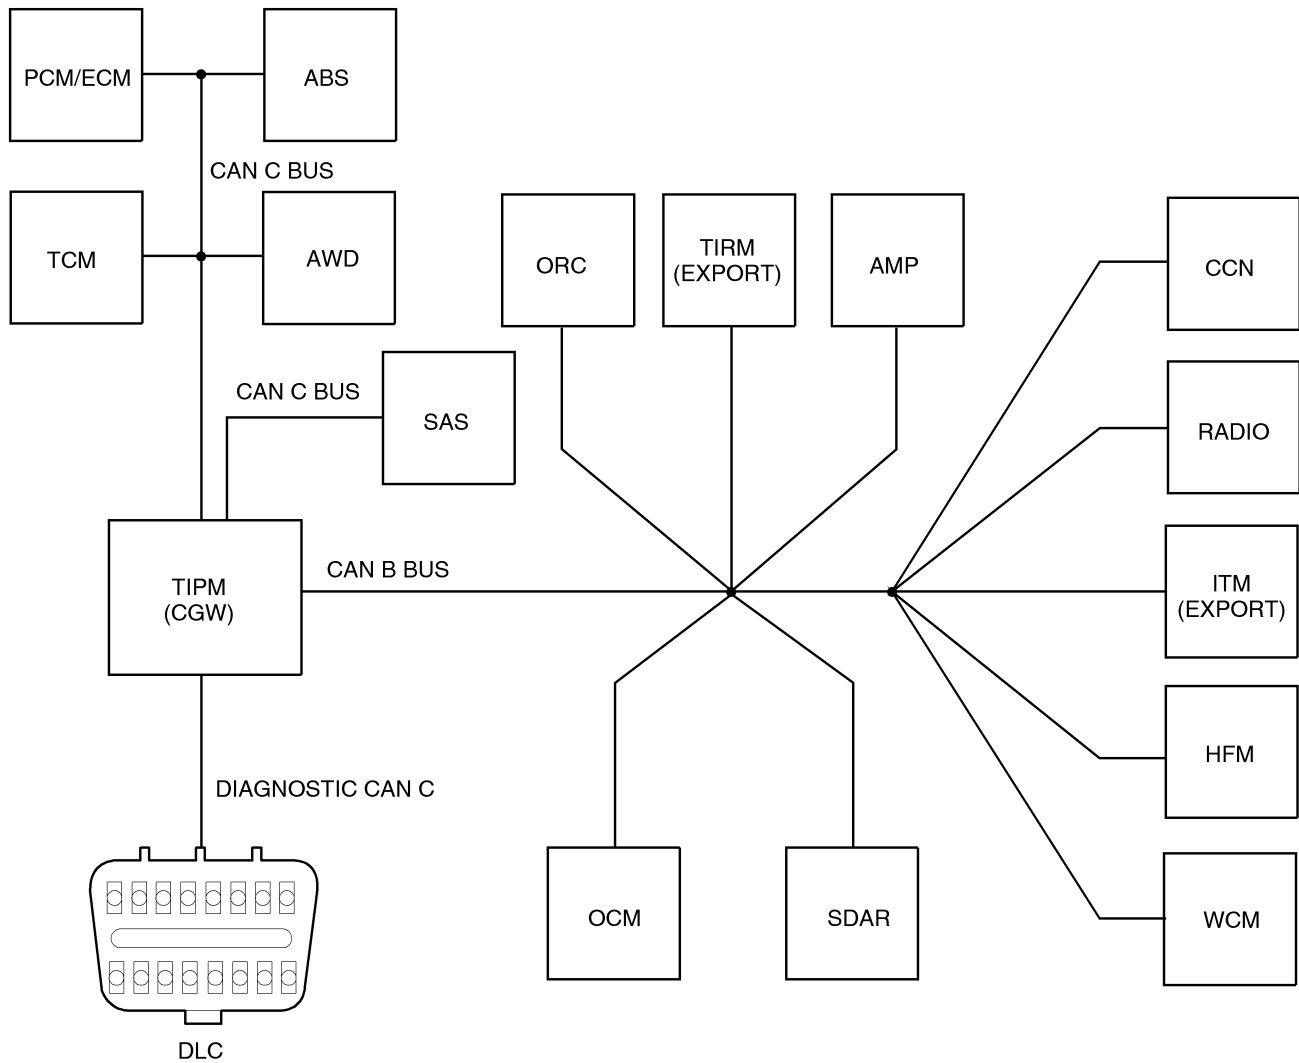 PCM/ECM
ABS
CAN C BUS
TCM
AWD
ORC
TIRM
(EXPORT)
AMP
CCN
CAN C BUS
SAS
RADIO
CAN B BUS
TIPM
(CGW)
ITM
(EXPORT)
HFM
DIAGNOSTIC CAN C
OCM
SDAR
WCM
DLC